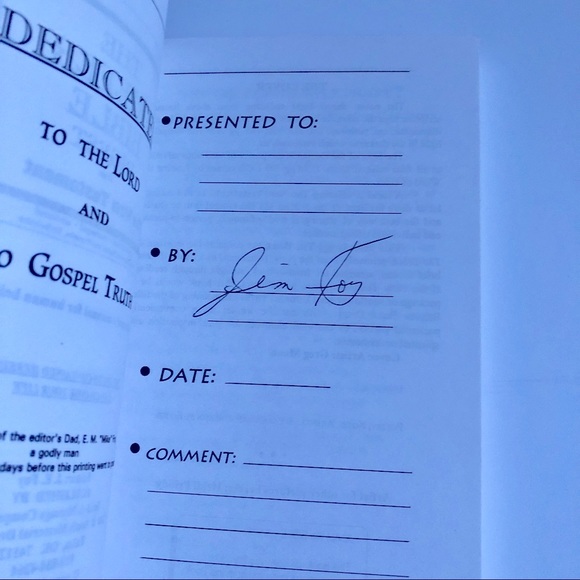 DEDICATE
TO THE LORD
AND
O GOSPEL TRUTH
of the editor's Dad, E. M.
a godly man
days before this printing went to
• PRESENTED TO:
• BY:
Jim Foy
• DATE:
• COMMENT: